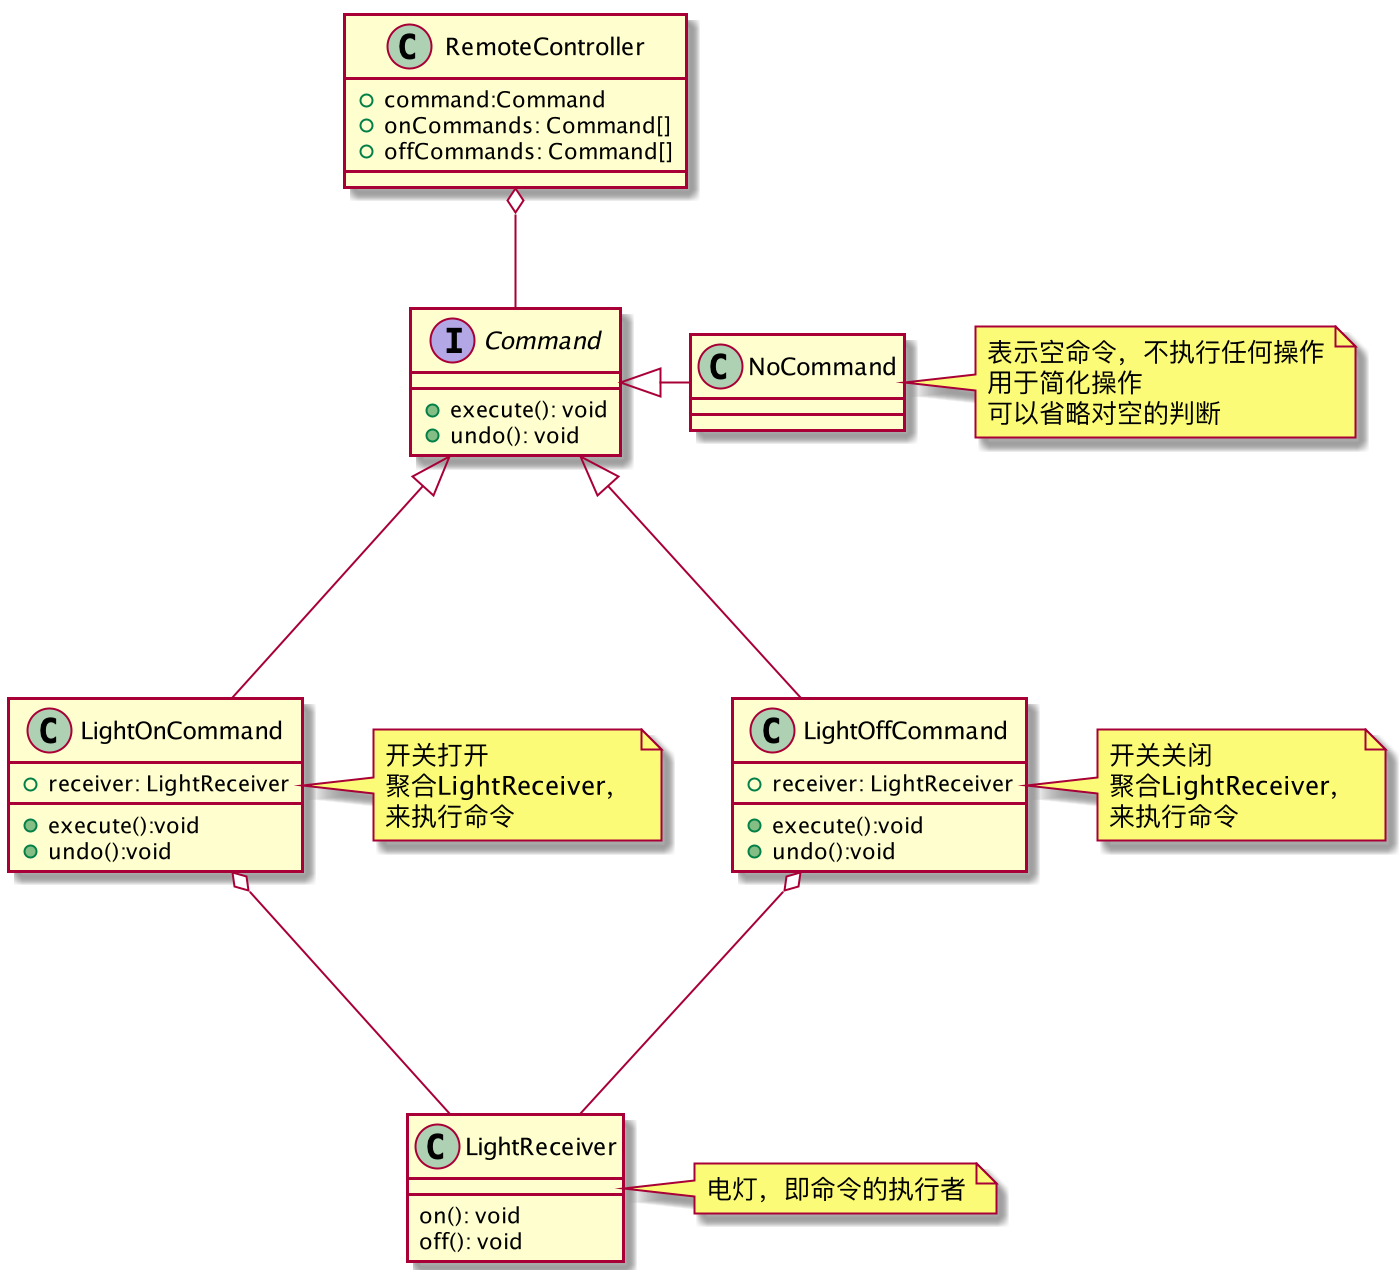 C RemoteController
command:Command
onCommands: Command[]
offCommands: Command[]
I Command
execute(): void
undo(): void
C NoCommand
表示空命令，不执行任何操作
用于简化操作
可以省略对空的判断
C LightOnCommand
receiver: LightReceiver
execute():void
undo():void
开关打开
聚合LightReceiver，
来执行命令
C LightOffCommand
receiver: LightReceiver
execute():void
undo():void
开关关闭
聚合LightReceiver，
来执行命令
C LightReceiver
on(): void
off(): void
电灯，即命令的执行者